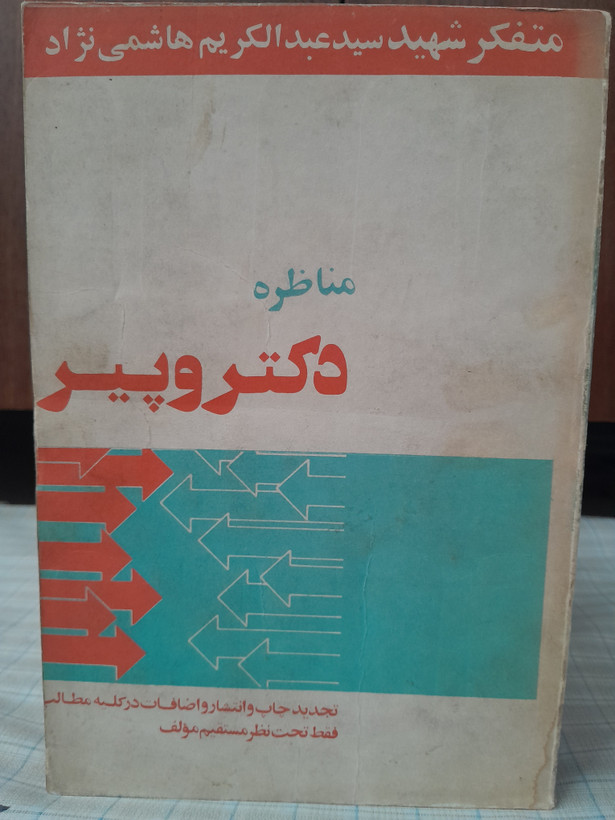 متفکر شهید سید عبدالکریم هاشمی نژاد
مناظره
دکتر و پیر
تجدید چاپ و انتشار و اضافات در کلیه مطالب
فقط تحت نظر مستقیم مؤلف